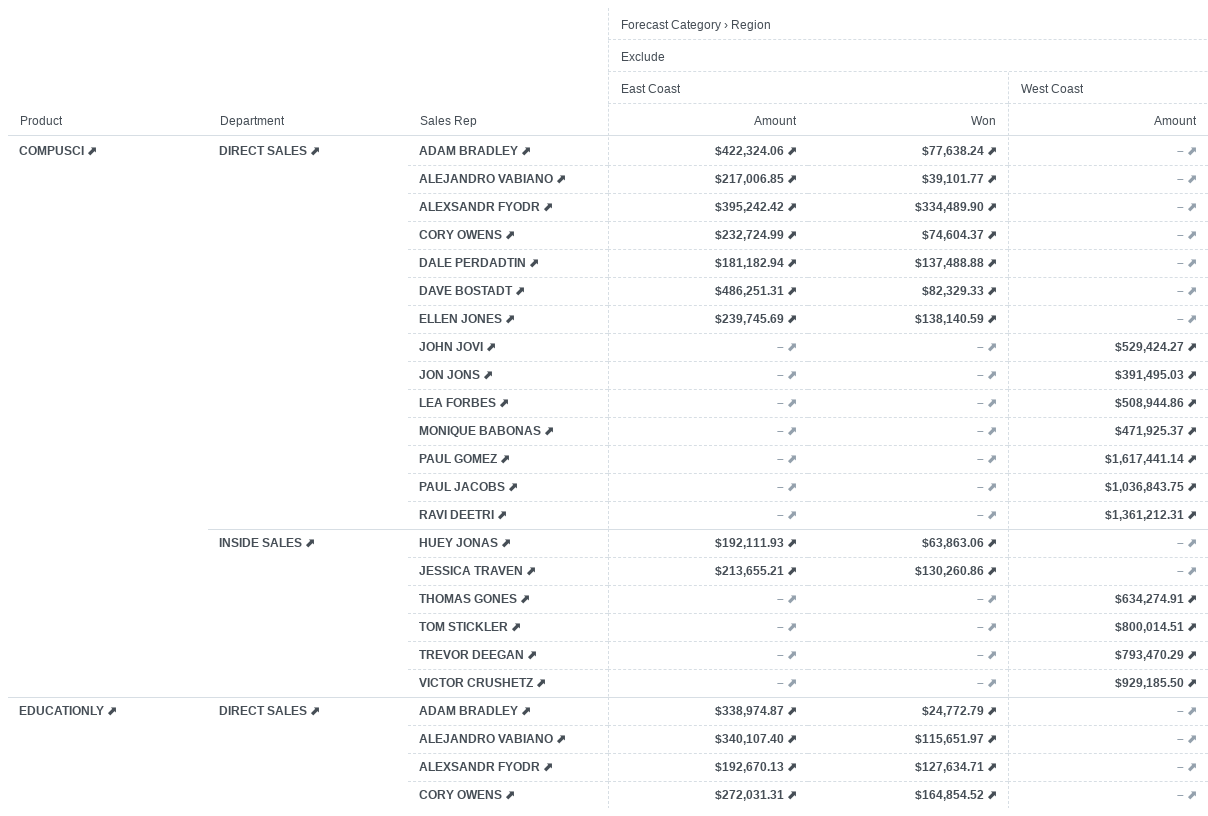 Forecast Category › Region
Exclude
East Coast West Coast
Product Department Sales Rep Amount Won Amount
COMPUSCI DIRECT SALES ADAM BRADLEY $422,324.06 $77,638.24 –
ALEJANDRO VABIANO $217,006.85 $39,101.77 –
ALEXSANDR FYODR $395,242.42 $334,489.90 –
CORY OWENS $232,724.99 $74,604.37 –
DALE PERDADTIN $181,182.94 $137,488.88 –
DAVE BOSTADT $486,251.31 $82,329.33 –
ELLEN JONES $239,745.69 $138,140.59 –
JOHN JOVI – – $529,424.27
JON JONS – – $391,495.03
LEA FORBES – – $508,944.86
MONIQUE BABONAS – – $471,925.37
PAUL GOMEZ – – $1,617,441.14
PAUL JACOBS – – $1,036,843.75
RAVI DEETRI – – $1,361,212.31
INSIDE SALES HUEY JONAS $192,111.93 $63,863.06 –
JESSICA TRAVEN $213,655.21 $130,260.86 –
THOMAS GONES – – $634,274.91
TOM STICKLER – – $800,014.51
TREVOR DEEGAN – – $793,470.29
VICTOR CRUSHETZ – – $929,185.50
EDUCATIONLY DIRECT SALES ADAM BRADLEY $338,974.87 $24,772.79 –
ALEJANDRO VABIANO $340,107.40 $115,651.97 –
ALEXSANDR FYODR $192,670.13 $127,634.71 –
CORY OWENS $272,031.31 $164,854.52 –